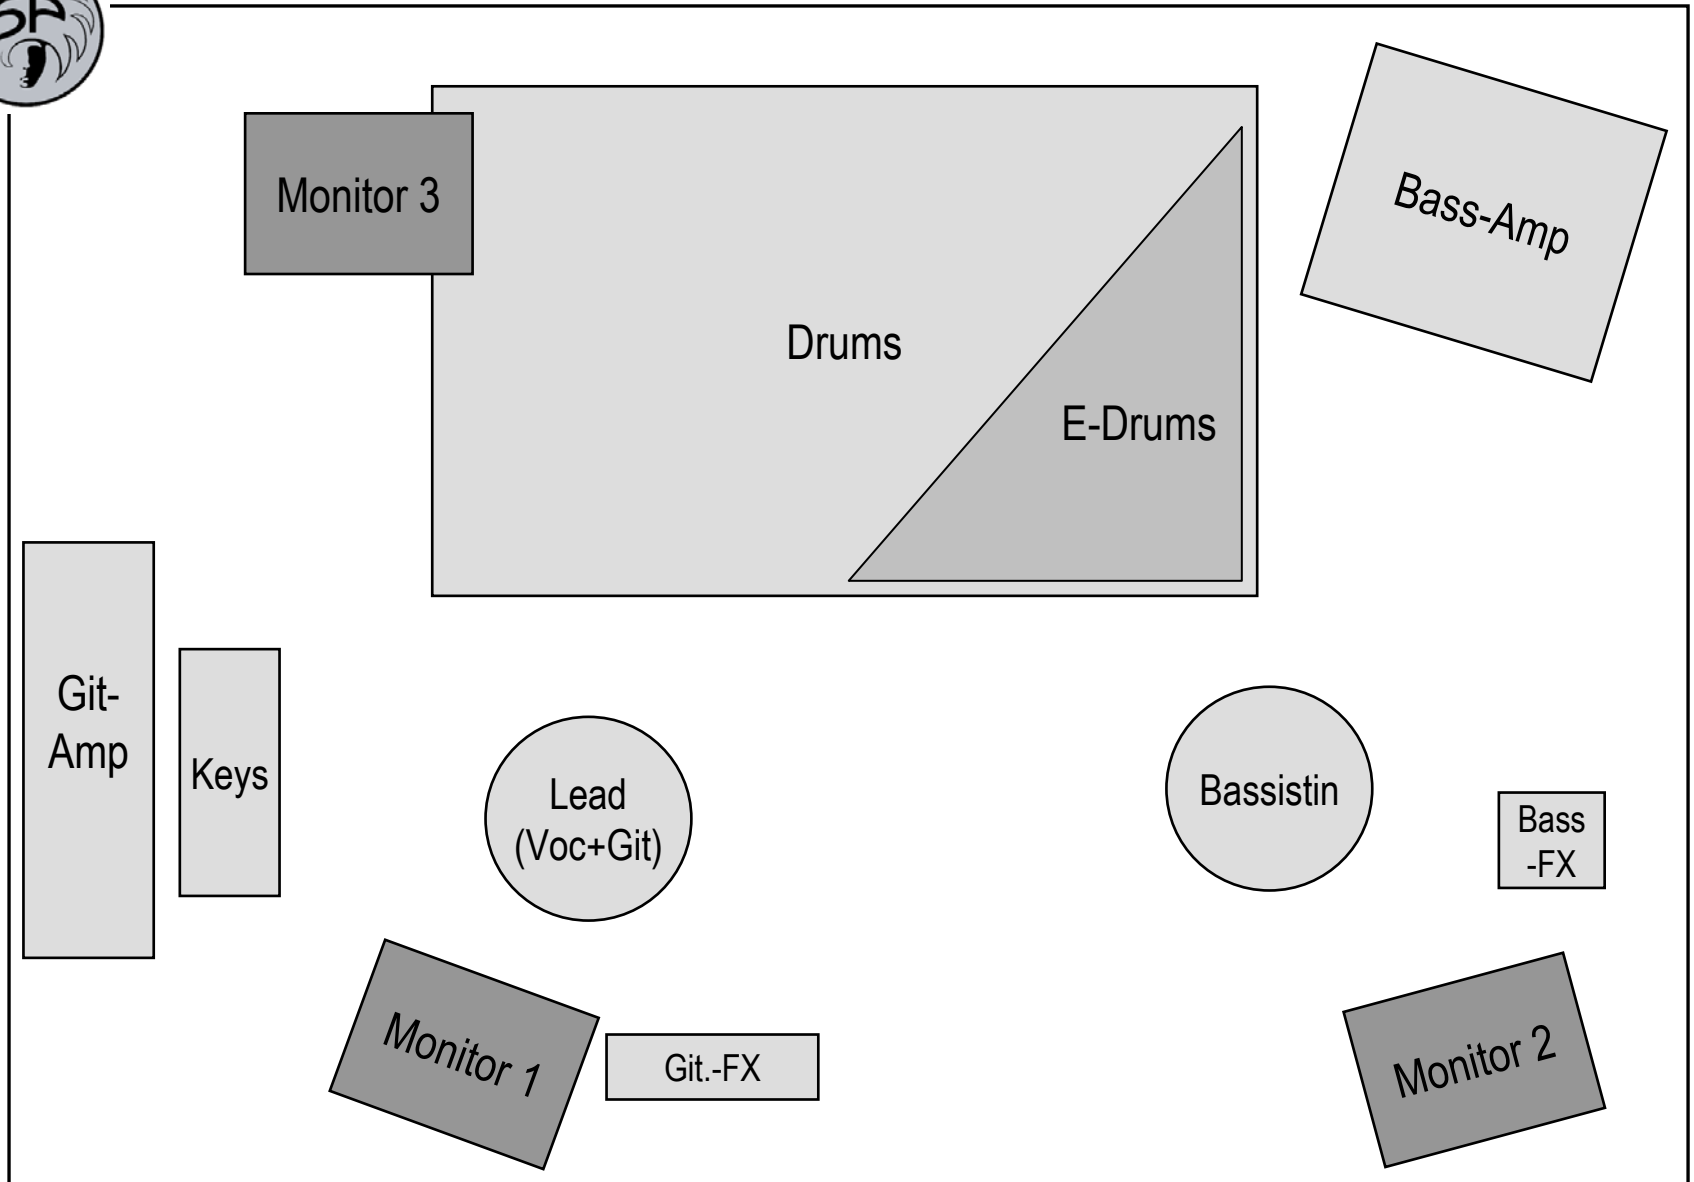 Monitor 3
Bass-Amp
Drums
E-Drums
Git-
Amp
Keys
Lead
(Voc+Git)
Bassistin
Bass
-FX
Monitor 1
Git.-FX
Monitor 2